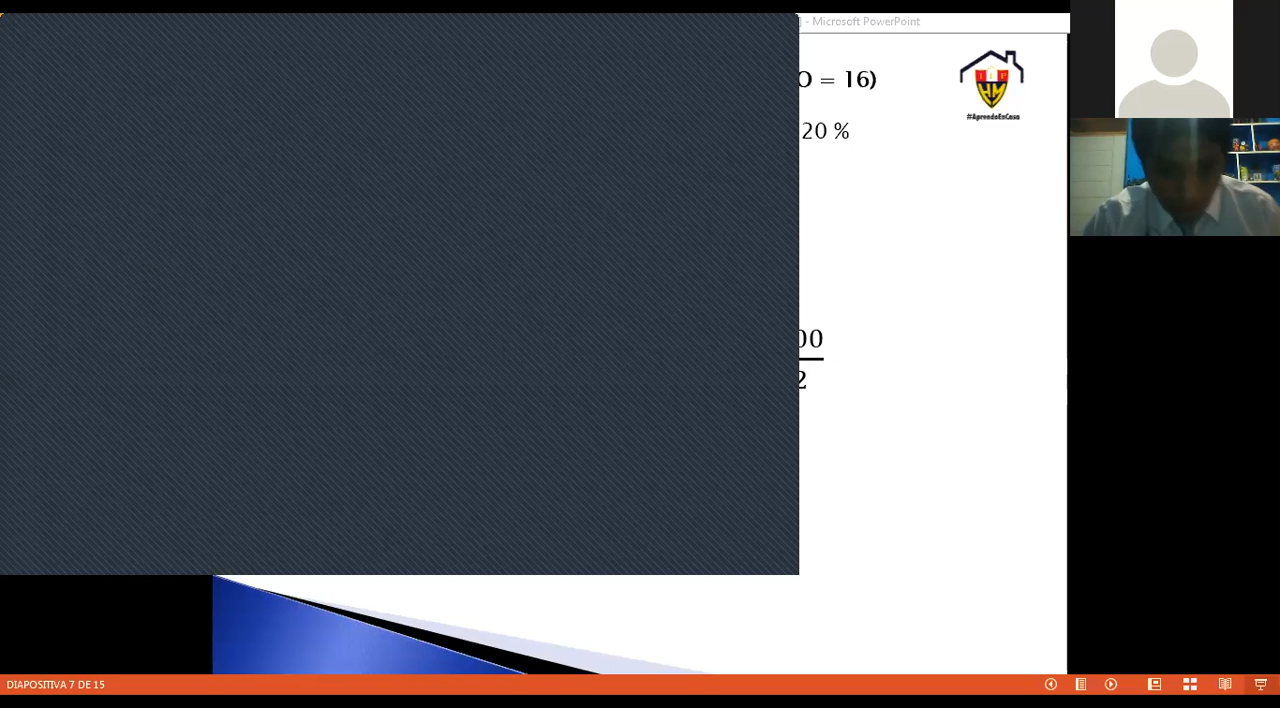 - Microsoft PowerPoint
O = 16)
20 %
#AprendoEnCasa
00
2
DIAPOSITIVA 7 DE 15